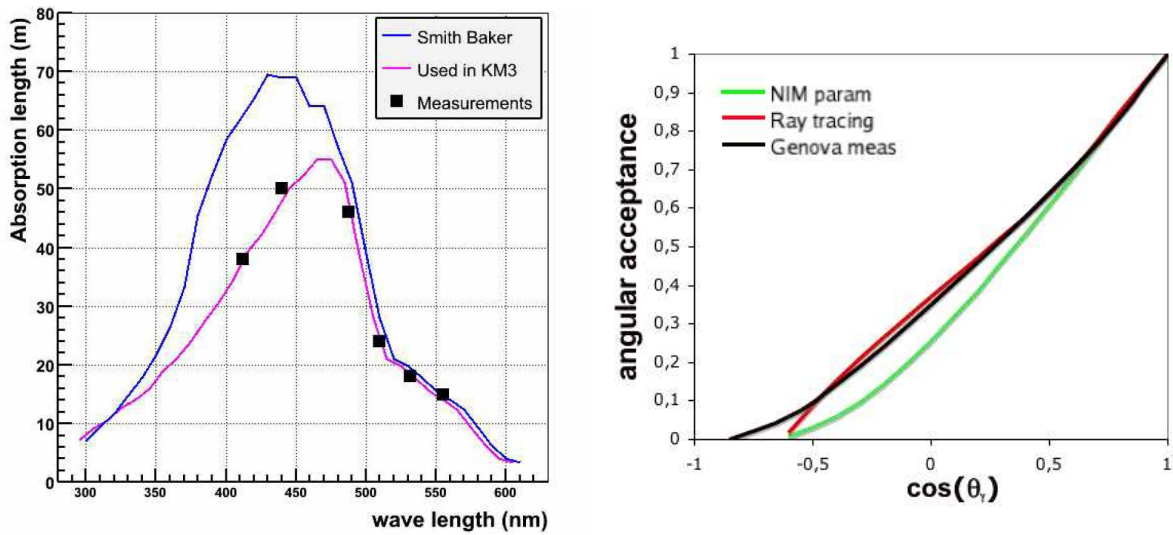 Absorption length (m)
80
70
60
50
40
30
20
10
0
Smith Baker
Used in KM3
Measurements
300 350 400 450 500 550 600
wave length (nm)
angular acceptance
1
0,9
0,8
0,7
0,6
0,5
0,4
0,3
0,2
0,1
0
NIM param
Ray tracing
Genova meas
-1 -0,5 0 0,5 1
cos(θγ)